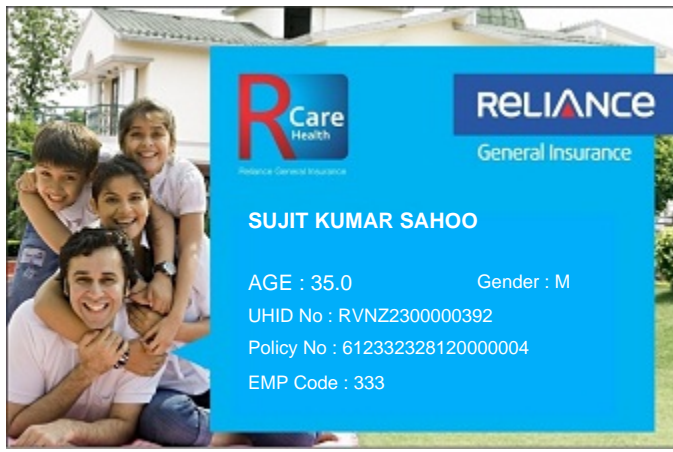 R Care
Health
Reliance General Insurance
RELIANCE
General Insurance
SUJIT KUMAR SAHOO
AGE : 35.0 Gender : M
UHID No : RVNZ2300000392
Policy No : 612332328120000004
EMP Code : 333